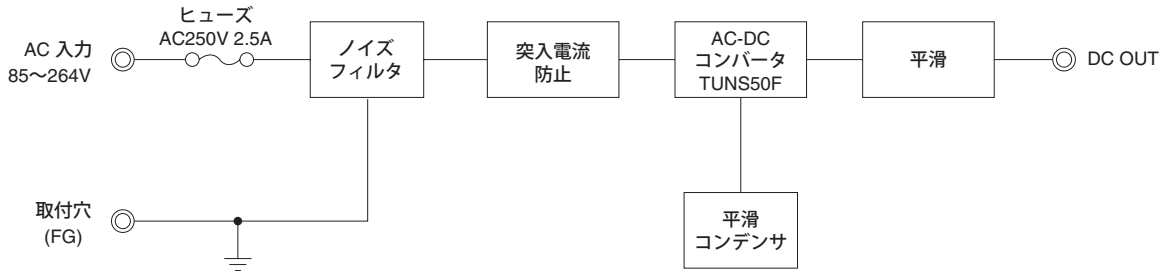 ヒューズ
AC250V 2.5A
AC 入力
85～264V
ノイズ
フィルタ
突入電流
防止
AC-DC
コンバータ
TUNS50F
平滑
DC OUT
取付穴
(FG)
平滑
コンデンサ